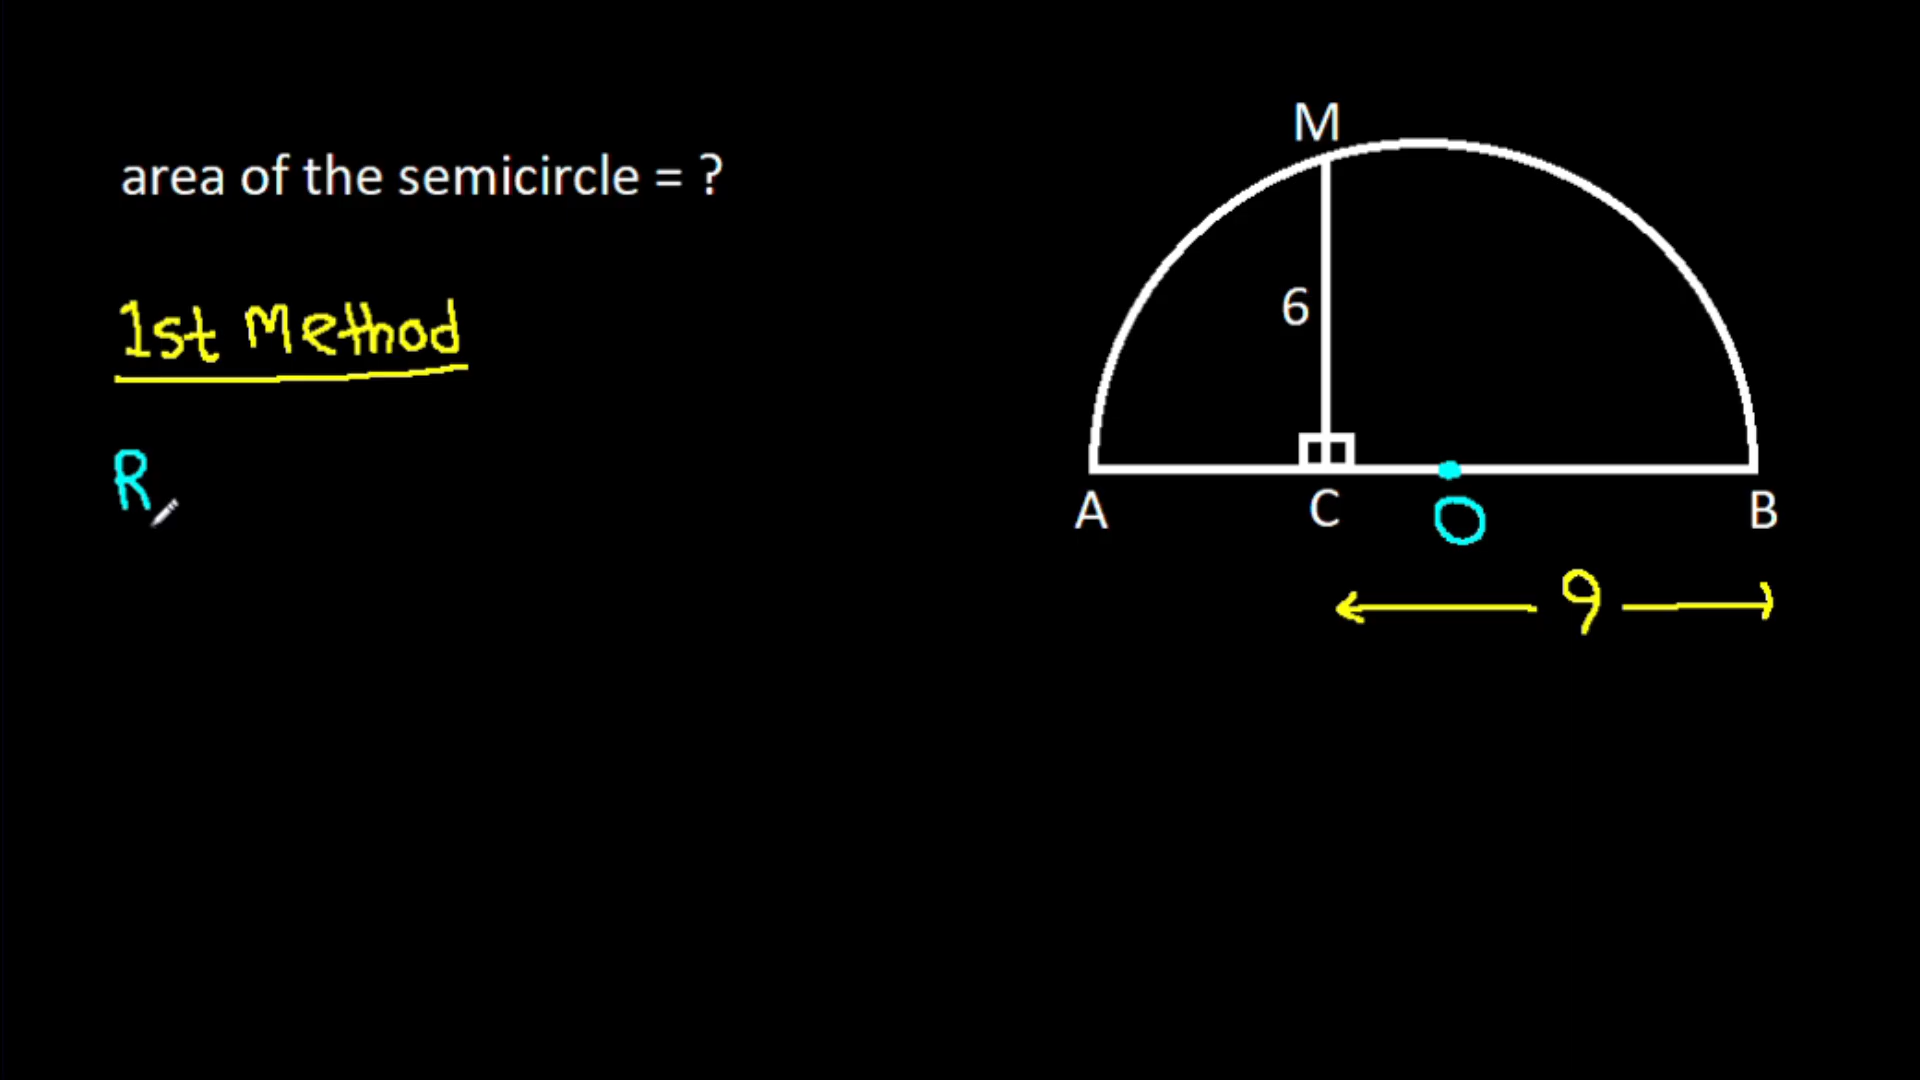 area of the semicircle = ?
1st Method
R
M
6
A
C
O
B
9